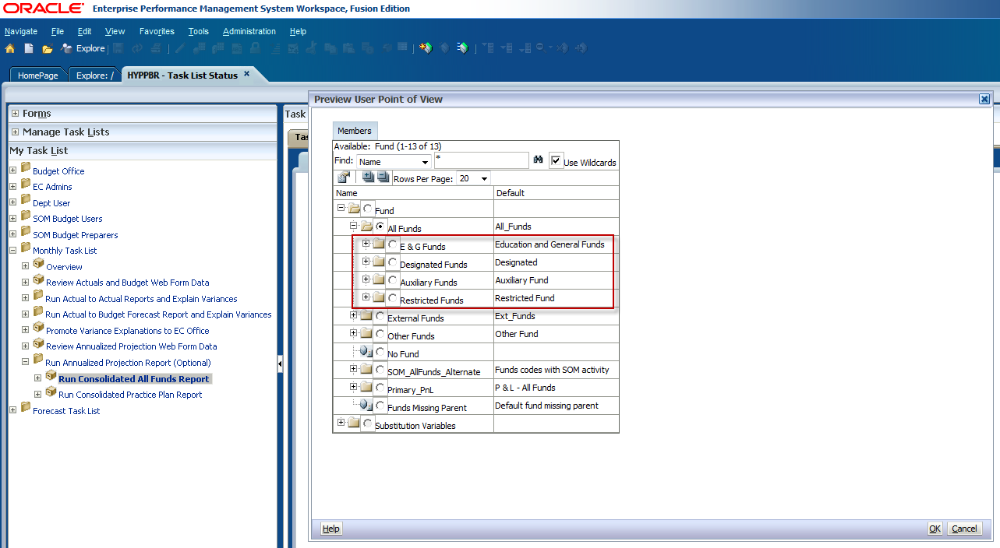 ORACLE Enterprise Performance Management System Workspace, Fusion Edition
Navigate File Edit View Favorites Tools Administration Help
Explore
HomePage Explore: / HYPPBR - Task List Status
Forms
Manage Task Lists
My Task List
Budget Office
EC Admins
Dept User
SOM Budget Users
SOM Budget Preparers
Monthly Task List
Overview
Review Actuals and Budget Web Form Data
Run Actual to Actual Reports and Explain Variances
Run Actual to Budget Forecast Report and Explain Variances
Promote Variance Explanations to EC Office
Review Annualized Projection Web Form Data
Run Annualized Projection Report (Optional)
Run Consolidated All Funds Report
Run Consolidated Practice Plan Report
Forecast Task List
Task
Tas
Preview User Point of View
Members
Available: Fund (1-13 of 13)
Find: Name * Use Wildcards
Rows Per Page: 20
Name Default
Fund
All Funds All_Funds
E & G Funds Education and General Funds
Designated Funds Designated
Auxiliary Funds Auxiliary Fund
Restricted Funds Restricted Fund
External Funds Ext_Funds
Other Funds Other Fund
No Fund
SOM_AllFunds_Alternate Funds codes with SOM activity
Primary_PnL P & L - All Funds
Funds Missing Parent Default fund missing parent
Substitution Variables
Help OK Cancel